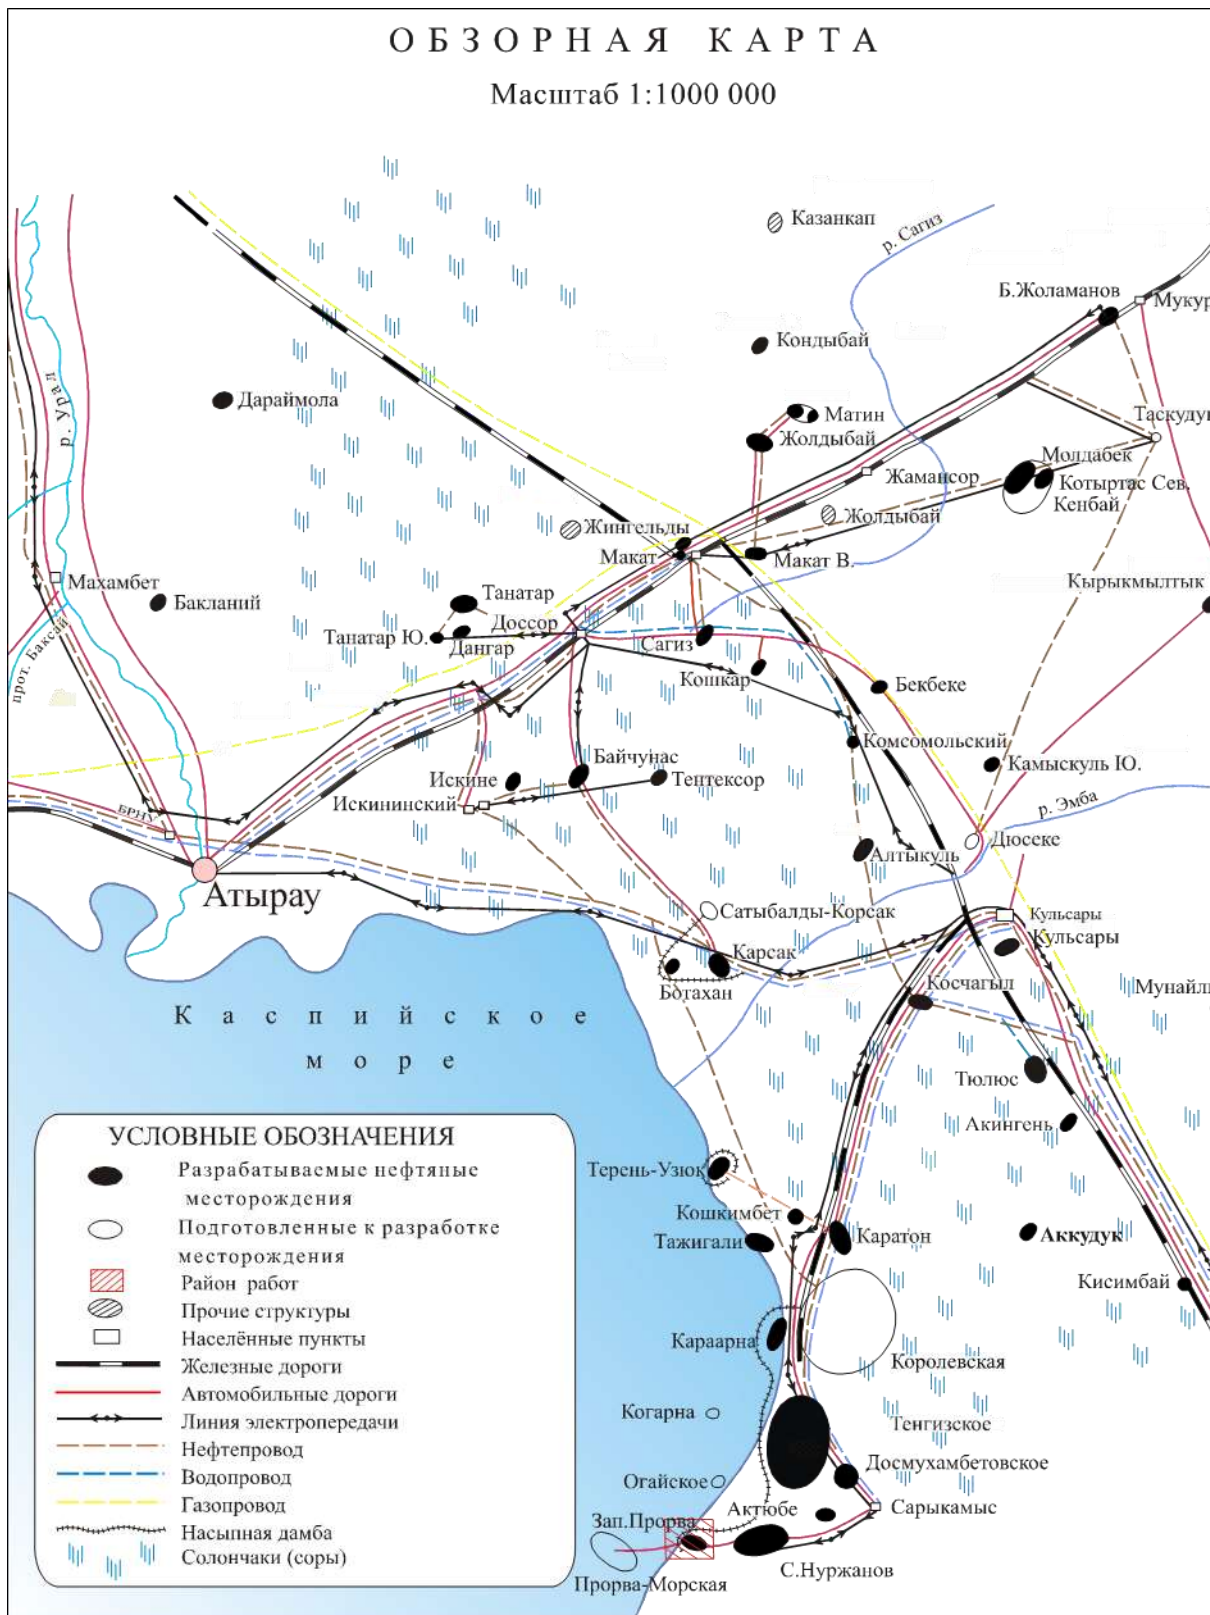 ОБЗОРНАЯ КАРТА
Масштаб 1:1000 000
Казанкап
р. Сагиз
Б.Жоламанов
Мукур
Кондыбай
р. Урал
Дараймола
Матин
Жолдыбай
Таскудук
Молдабек
Жамансор
Котыртас Сев.
Кенбай
Жингельды
Жолдыбай
Макат
Макат В.
Махамбет
Бакланий
Кырыкмылтык
Танатар
Доссор
Танатар Ю.
Дангар
Сагиз
прот. Баксай
Кошкар
Бекбеке
Комсомольский
Байчунас
Камыскуль Ю.
Искине
Тентексор
Искининский
р. Эмба
БРНУ
Дюсеке
Алтыкуль
Атырау
Сатыбалды-Корсак
Кульсары
Кульсары
Карсак
Косчагыл
Ботахан
Мунайли
Каспийское
море
Тюлюс
Акингень
УСЛОВНЫЕ ОБОЗНАЧЕНИЯ
Разрабатываемые нефтяные
месторождения
Подготовленные к разработке
месторождения
Район работ
Прочие структуры
Населённые пункты
Железные дороги
Автомобильные дороги
Линия электропередачи
Нефтепровод
Водопровод
Газопровод
Насыпная дамба
Солончаки (соры)
Терень-Узюк
Кошкимбет
Тажигали
Каратон
Аккудук
Кисимбай
Караарна
Королевская
Когарна
Тенгизское
Огайское
Досмухамбетовское
Актюбе
Сарыкамыс
Зап.Прорва
С.Нуржанов
Прорва-Морская